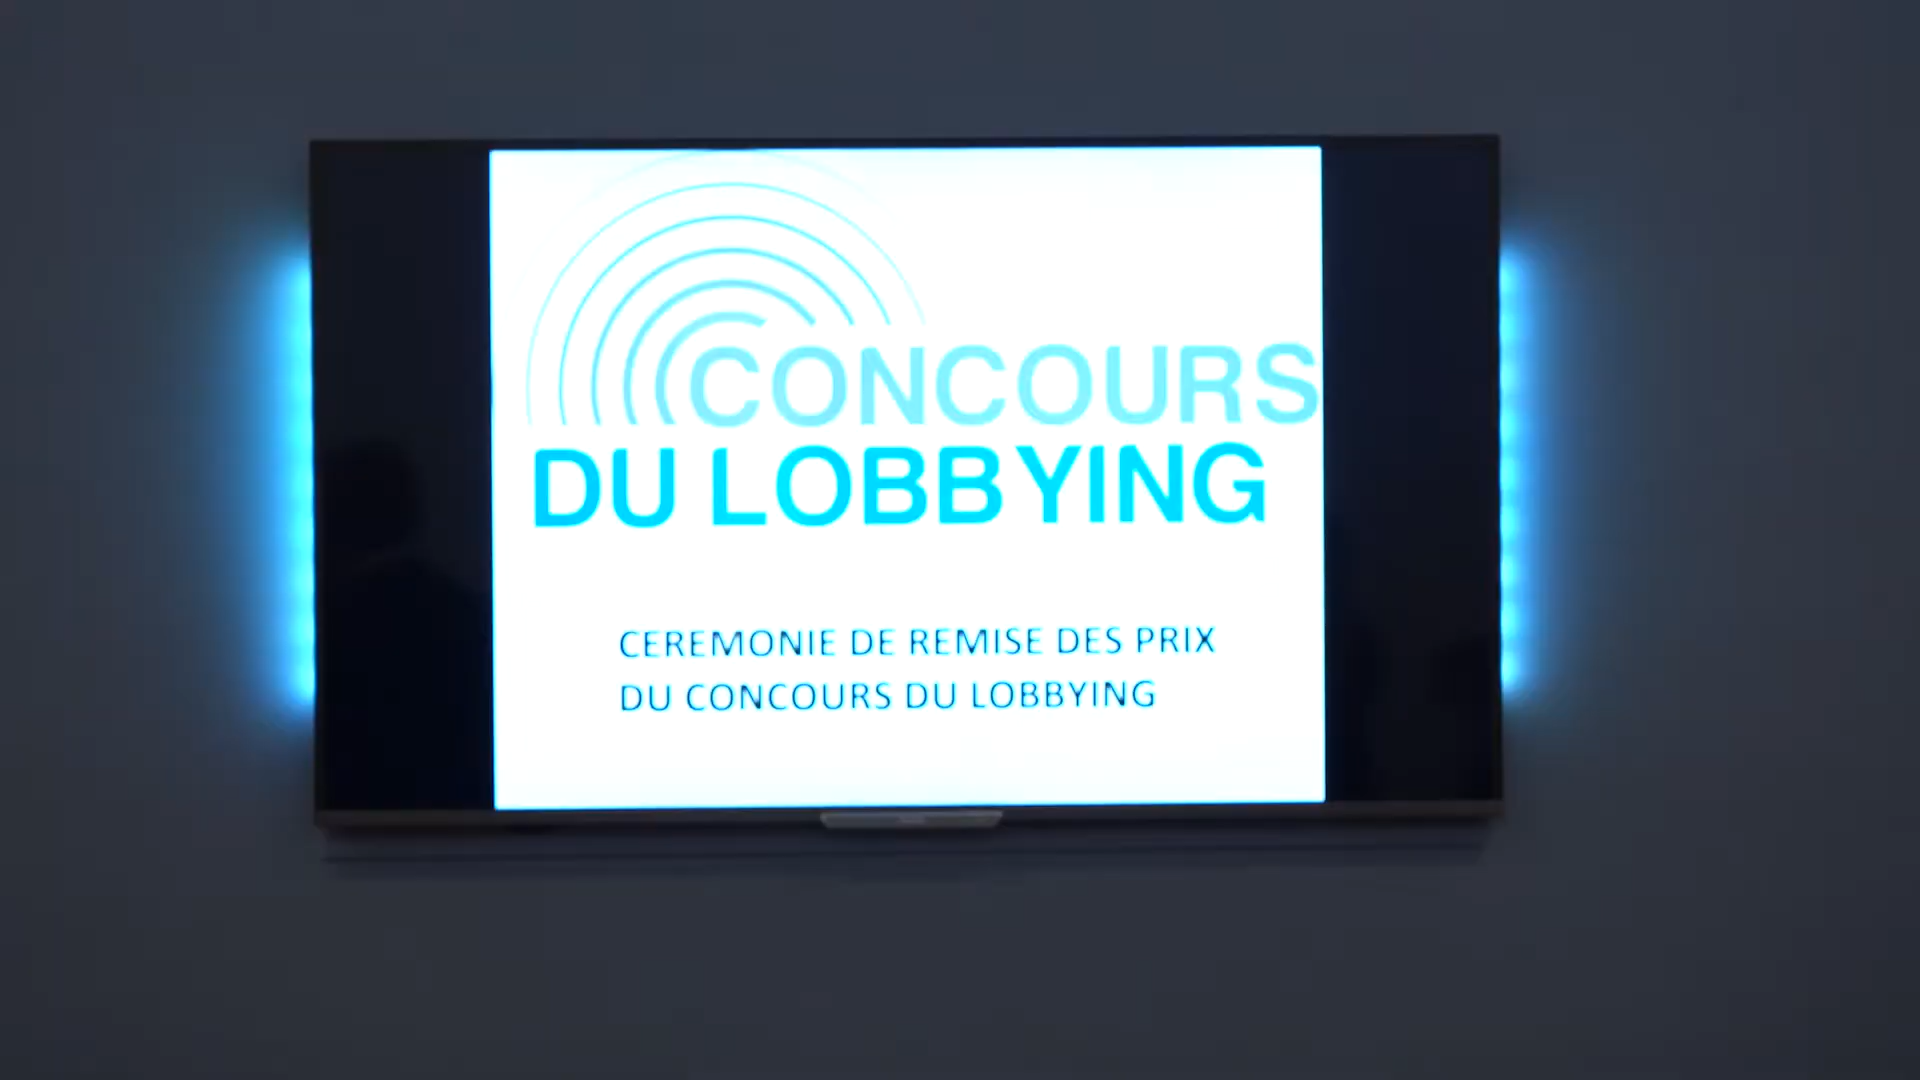 CONCOURS
DU LOBBYING
CEREMONIE DE REMISE DES PRIX
DU CONCOURS DU LOBBYING